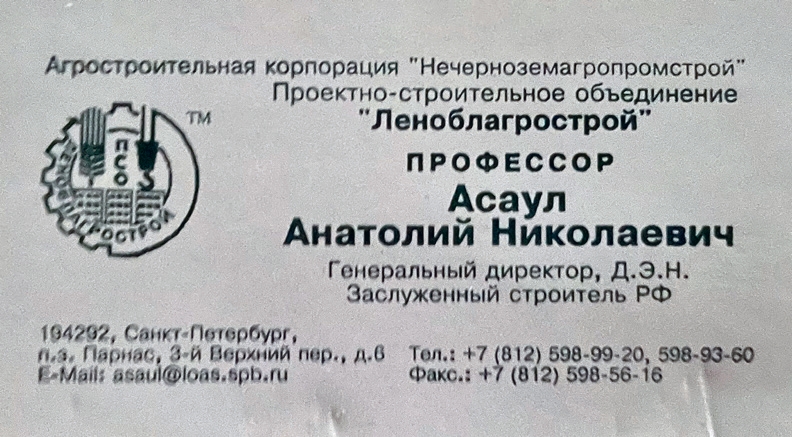 Агростроительная корпорация "Нечерноземагропромстрой"
Проектно-строительное объединение
"Леноблагрострой"
ПРОФЕССОР
Асаул
Анатолий Николаевич
Генеральный директор, Д.Э.Н.
Заслуженный строитель РФ
TM
ПСО
ЛЕНОБЛАГРОСТРОЙ
194292, Санкт-Петербург,
п.з. Парнас, 3-й Верхний пер., д.6
E-Mail: asaul@loas.spb.ru
Тел.: +7 (812) 598-99-20, 598-93-60
Факс.: +7 (812) 598-56-16